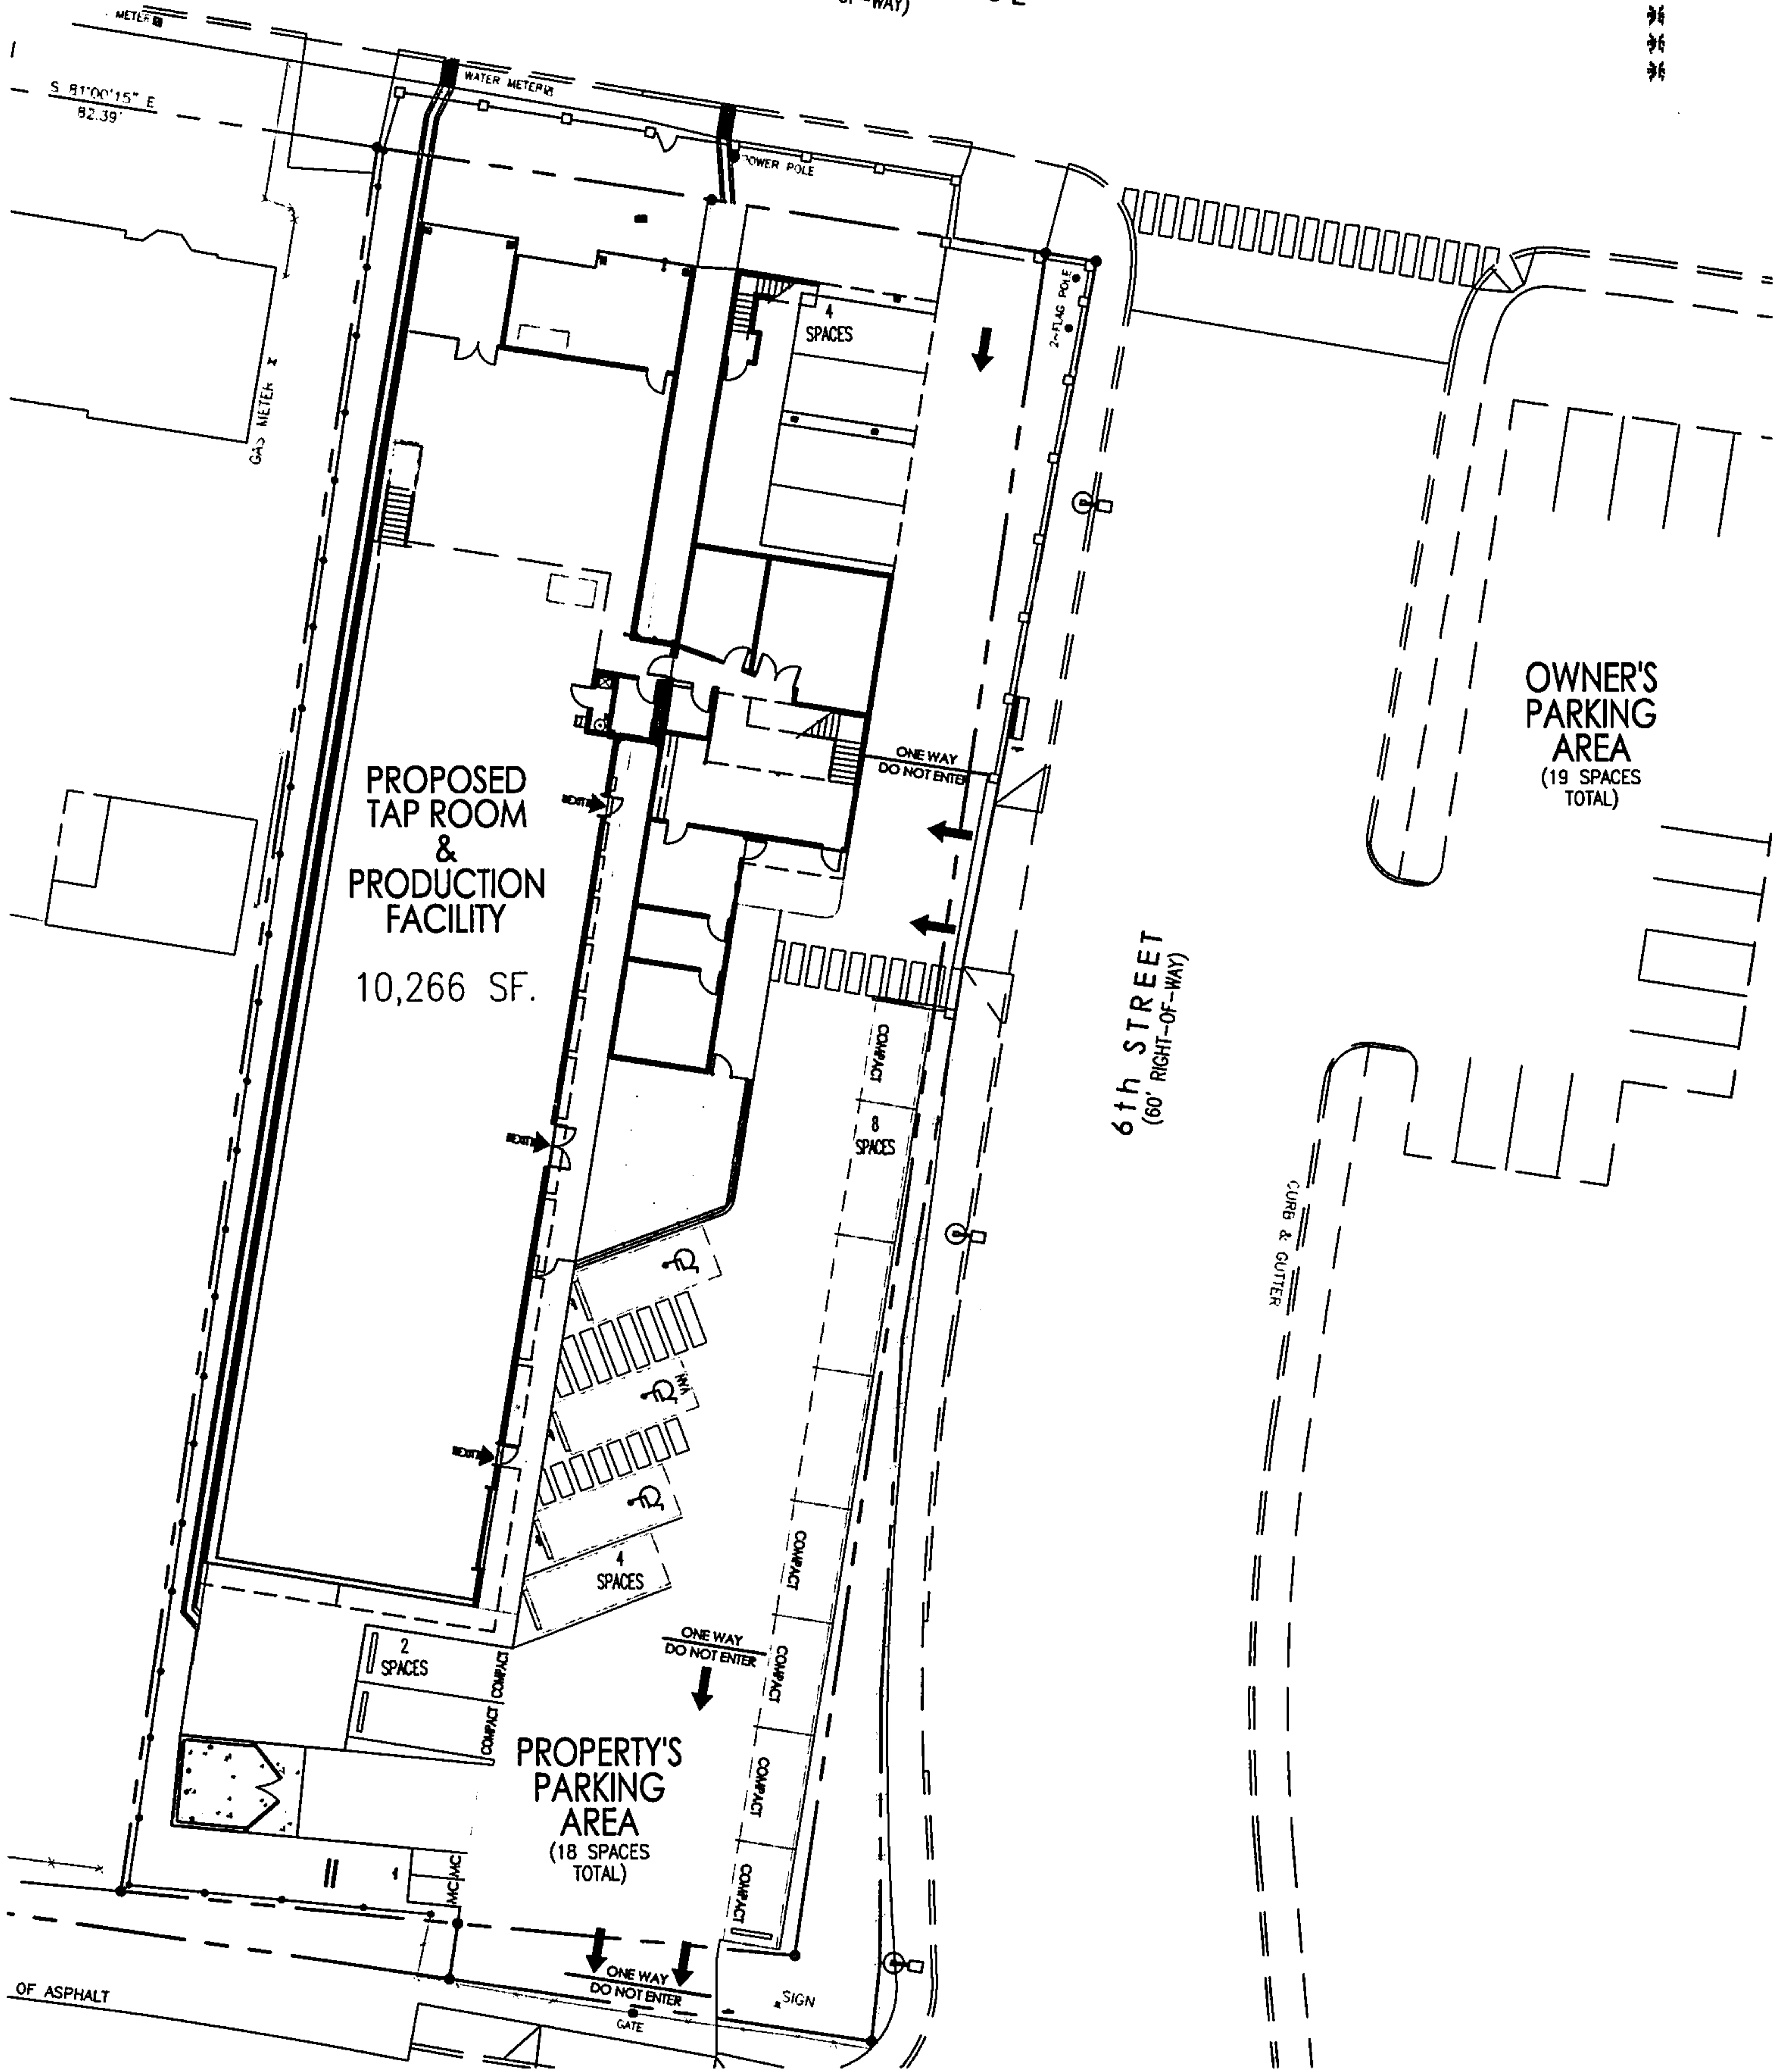 OF-WAY)
METER
S 81°00'15" E
82.39'
WATER METER
POWER POLE
2-FLAG POLE
4
SPACES
GAS METER
OWNER'S
PARKING
AREA
(19 SPACES
TOTAL)
ONE WAY
DO NOT ENTER
PROPOSED
TAP ROOM
&
PRODUCTION
FACILITY
10,266 SF.
EXIT
6th STREET
(60' RIGHT-OF-WAY)
COMPACT
8
SPACES
EXIT
CURB & GUTTER
VAN
EXIT
COMPACT
4
SPACES
ONE WAY
DO NOT ENTER
2
SPACES
COMPACT
COMPACT
COMPACT
PROPERTY'S
PARKING
AREA
(18 SPACES
TOTAL)
COMPACT
COMPACT
MC
MC
ONE WAY
DO NOT ENTER
SIGN
GATE
OF ASPHALT